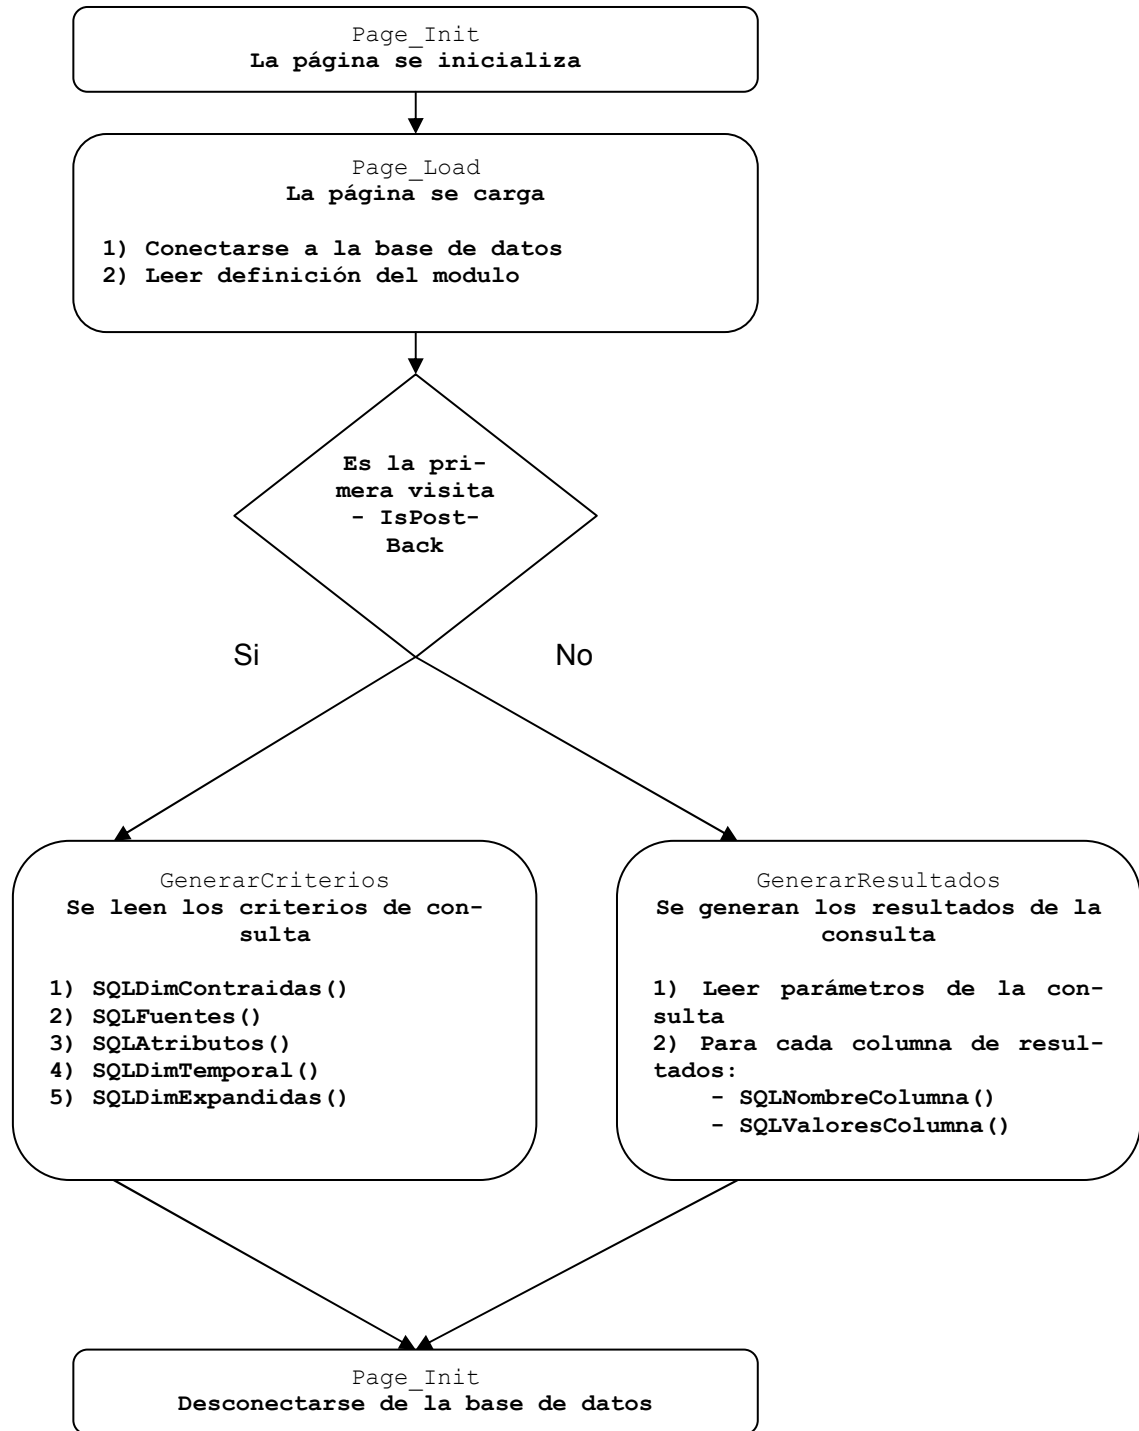 Page_Init
La página se inicializa
Page_Load
La página se carga
1) Conectarse a la base de datos
2) Leer definición del modulo
Es la pri-
mera visita
- IsPost-
Back
Si
No
GenerarCriterios
Se leen los criterios de con-
sulta
1) SQLDimContraidas()
2) SQLFuentes()
3) SQLAtributos()
4) SQLDimTemporal()
5) SQLDimExpandidas()
GenerarResultados
Se generan los resultados de la
consulta
1) Leer parámetros de la con-
sulta
2) Para cada columna de resul-
tados:
- SQLNombreColumna()
- SQLValoresColumna()
Page_Init
Desconectarse de la base de datos